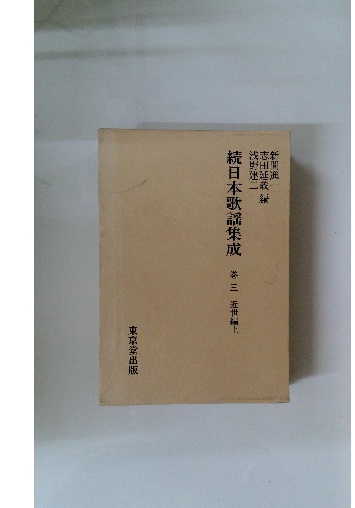 新間進一
志田延義 編
浅野建二
続日本歌謡集成
巻三 近世編上
東京堂出版